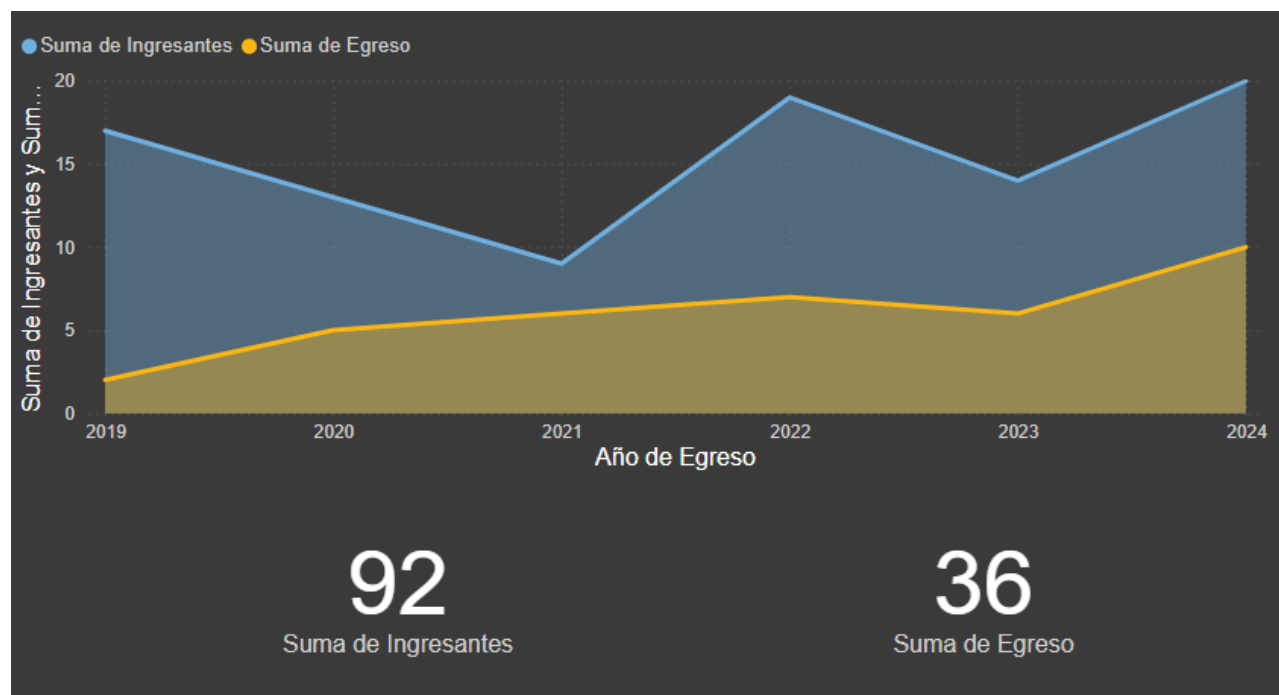 Suma de Ingresantes Suma de Egreso
Suma de Ingresantes y Sum...
20
15
10
5
0
2019 2020 2021 2022 2023 2024
Año de Egreso
92 36
Suma de Ingresantes Suma de Egreso